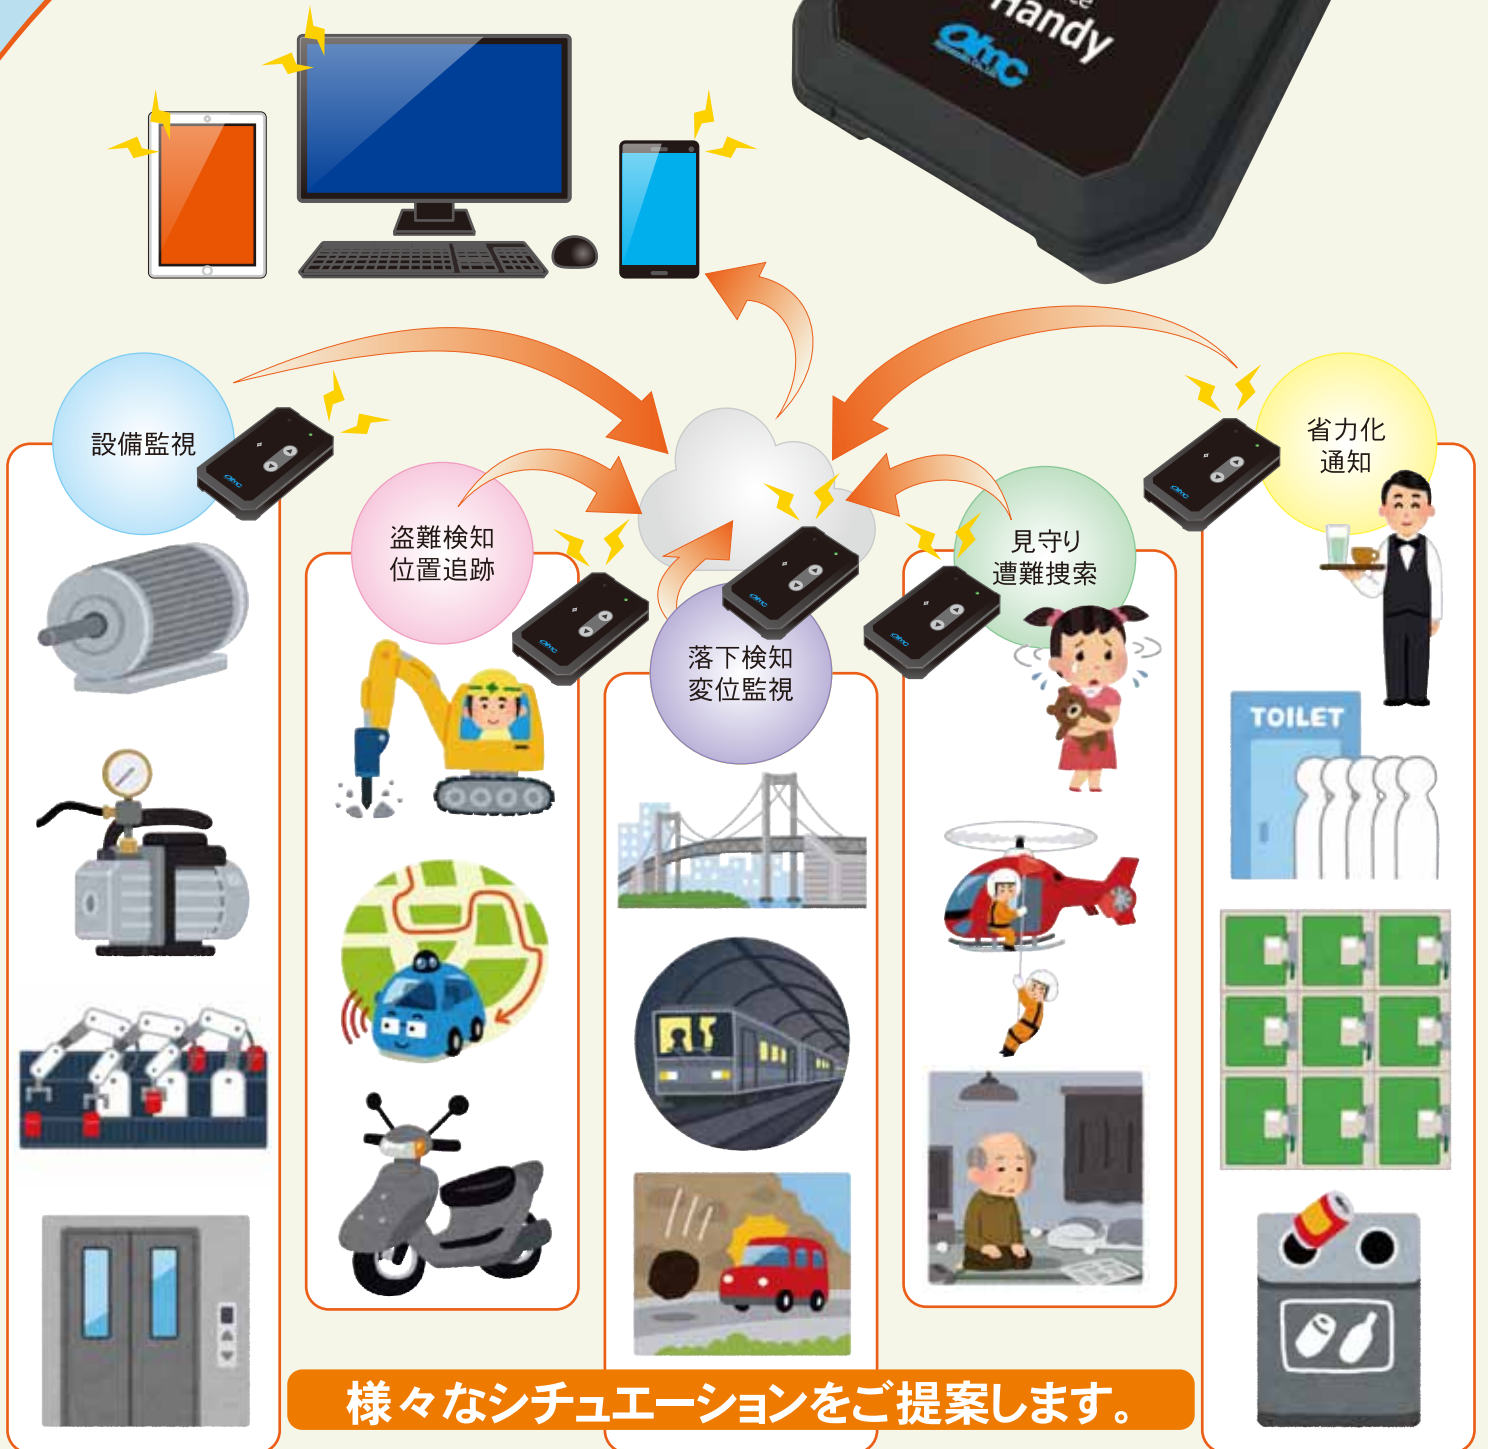 Handy
設備監視
省力化
通知
盗難検知
位置追跡
見守り
遭難捜索
落下検知
変位監視
TOILET
様々なシチュエーションをご提案します。